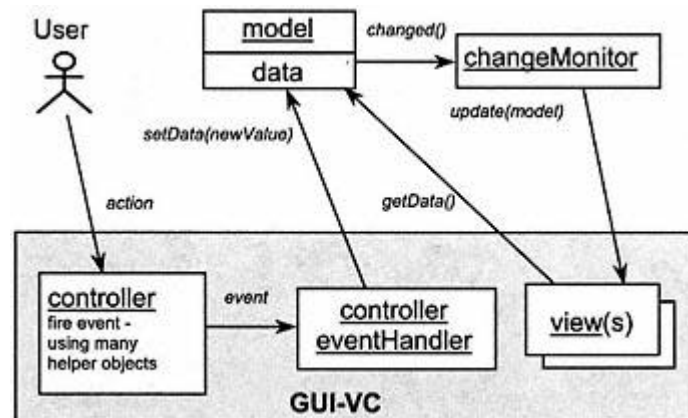 User
model
data
changed()
changeMonitor
setData(newValue)
update(model)
action
getData()
controller
fire event -
using many
helper objects
event
controller
eventHandler
view(s)
GUI-VC